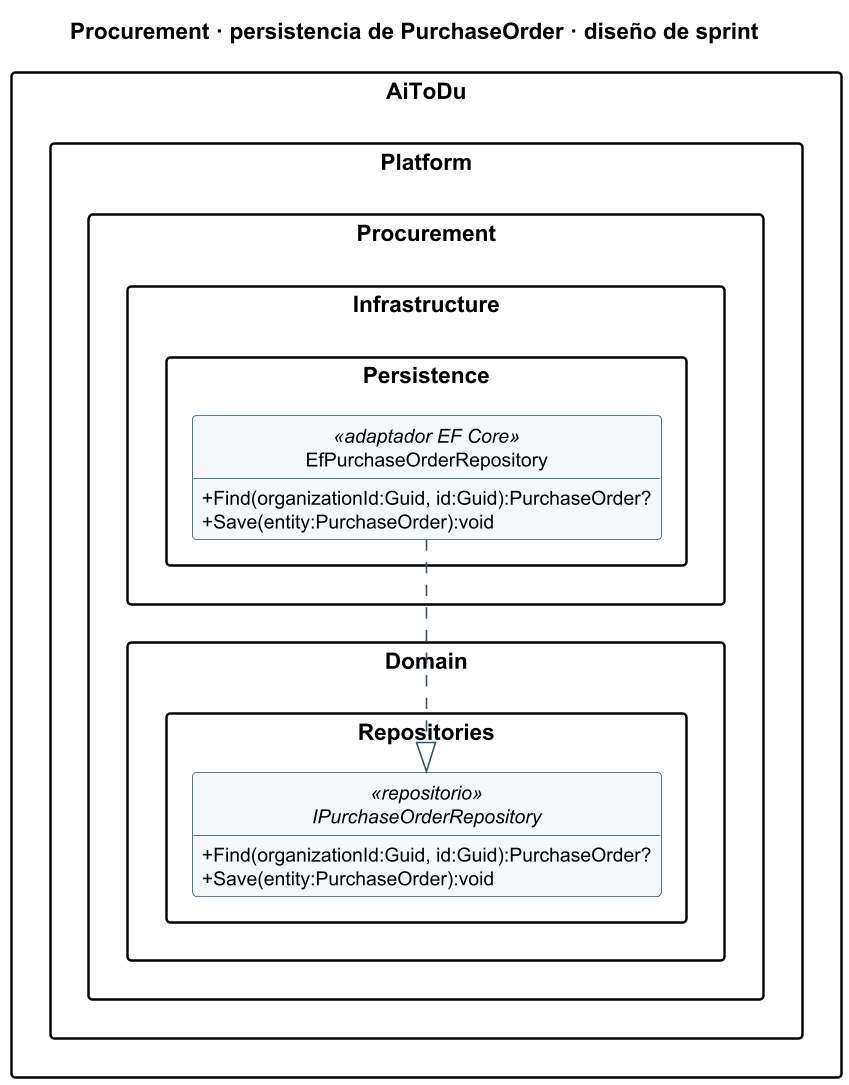 Procurement · persistencia de PurchaseOrder · diseño de sprint
AiToDu
Platform
Procurement
Infrastructure
Persistence
«adaptador EF Core»
EfPurchaseOrderRepository
+Find(organizationId:Guid, id:Guid):PurchaseOrder?
+Save(entity:PurchaseOrder):void
Domain
Repositories
«repositorio»
IPurchaseOrderRepository
+Find(organizationId:Guid, id:Guid):PurchaseOrder?
+Save(entity:PurchaseOrder):void